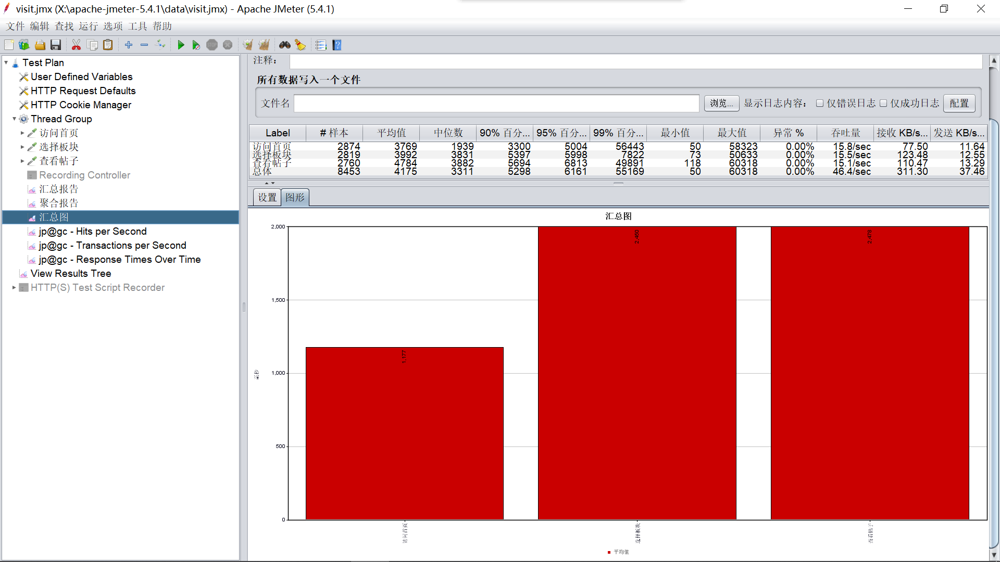 visit.jmx (X:\apache-jmeter-5.4.1\data\visit.jmx) - Apache JMeter (5.4.1)
文件 编辑 查找 运行 选项 工具 帮助
Test Plan
User Defined Variables
HTTP Request Defaults
HTTP Cookie Manager
Thread Group
访问首页
选择板块
查看帖子
Recording Controller
汇总报告
聚合报告
汇总图
jp@gc - Hits per Second
jp@gc - Transactions per Second
jp@gc - Response Times Over Time
View Results Tree
HTTP(S) Test Script Recorder
注释：
所有数据写入一个文件
文件名 浏览... 显示日志内容： 仅错误日志 仅成功日志 配置
Label # 样本 平均值 中位数 90% 百分... 95% 百分... 99% 百分... 最小值 最大值 异常 % 吞吐量 接收 KB/s... 发送 KB/s...
访问首页 2874 3769 1939 3300 5004 56443 50 58323 0.00% 15.8/sec 77.50 11.64
选择板块 2819 3992 3831 5397 5998 7822 73 50633 0.00% 15.5/sec 123.48 12.55
查看帖子 2760 4784 3882 5694 6813 49891 118 60318 0.00% 15.1/sec 110.47 13.29
总体 8453 4175 3311 5298 6161 55169 50 60318 0.00% 46.4/sec 311.30 37.46
设置 图形
汇总图
2,000
1,500
1,000
500
0
毫秒
1,177
2,460
2,478
访问首页
选择板块
查看帖子
平均值